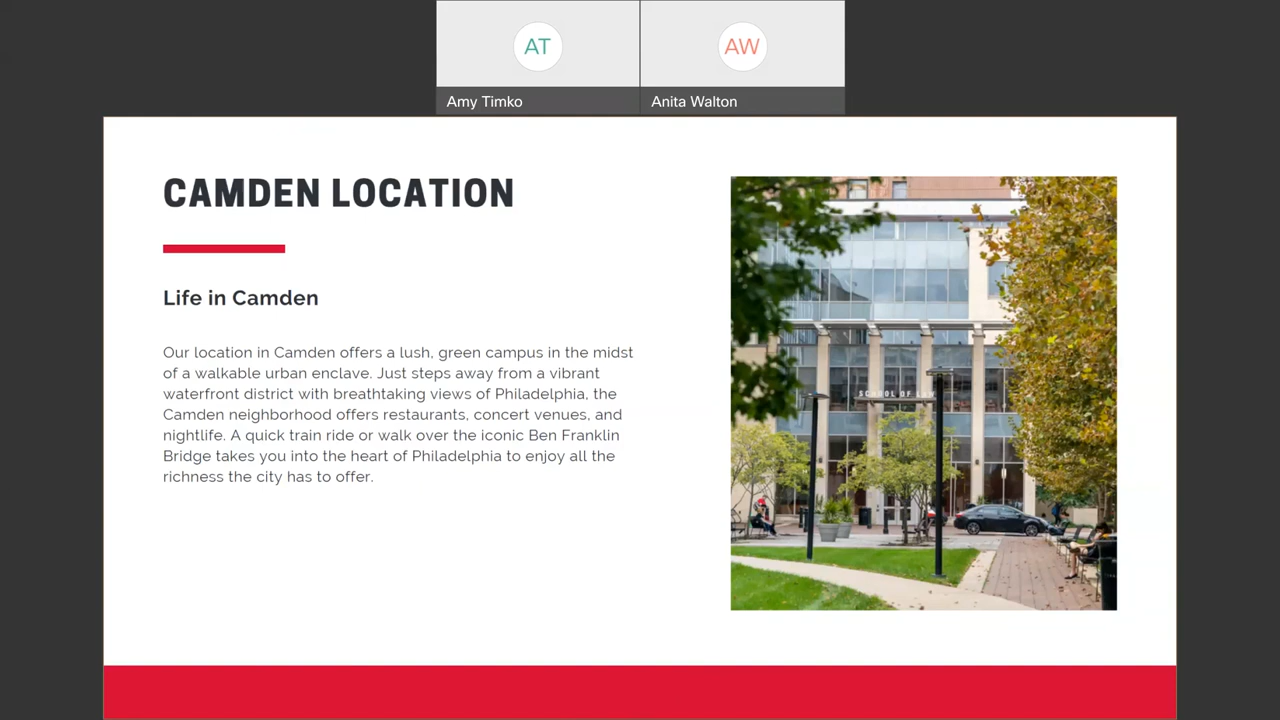 AT
AW
Amy Timko
Anita Walton
CAMDEN LOCATION
Life in Camden
Our location in Camden offers a lush, green campus in the midst
of a walkable urban enclave. Just steps away from a vibrant
waterfront district with breathtaking views of Philadelphia, the
Camden neighborhood offers restaurants, concert venues, and
nightlife. A quick train ride or walk over the iconic Ben Franklin
Bridge takes you into the heart of Philadelphia to enjoy all the
richness the city has to offer.
SCHOOL OF LAW